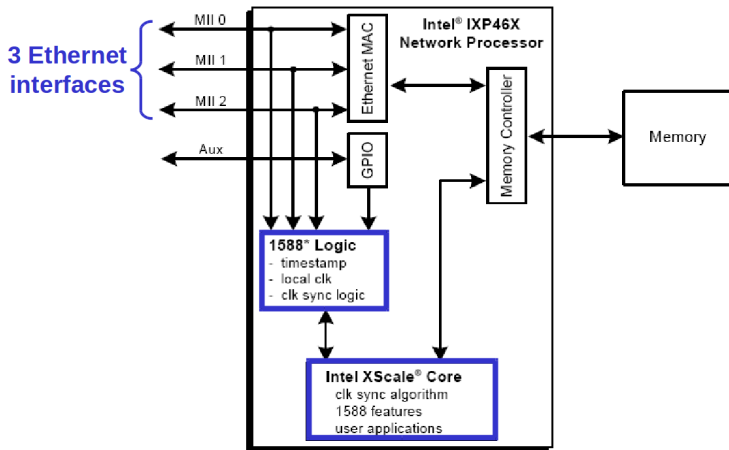 MII 0
Intel® IXP46X
Network Processor
3 Ethernet
interfaces
MII 1
MII 2
Ethernet MAC
Memory Controller
Memory
Aux
GPIO
1588* Logic
- timestamp
- local clk
- clk sync logic
Intel XScale® Core
clk sync algorithm
1588 features
user applications